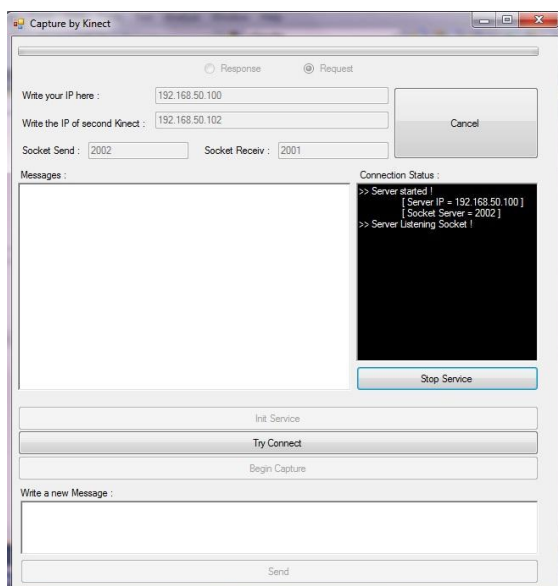 Capture by Kinect
Response Request
Write your IP here : 192.168.50.100
Write the IP of second Kinect : 192.168.50.102
Cancel
Socket Send : 2002 Socket Receiv : 2001
Messages : Connection Status :
>> Server started !
[ Server IP = 192.168.50.100 ]
[ Socket Server = 2002 ]
>> Server Listening Socket !
Stop Service
Init Service
Try Connect
Begin Capture
Write a new Message :
Send